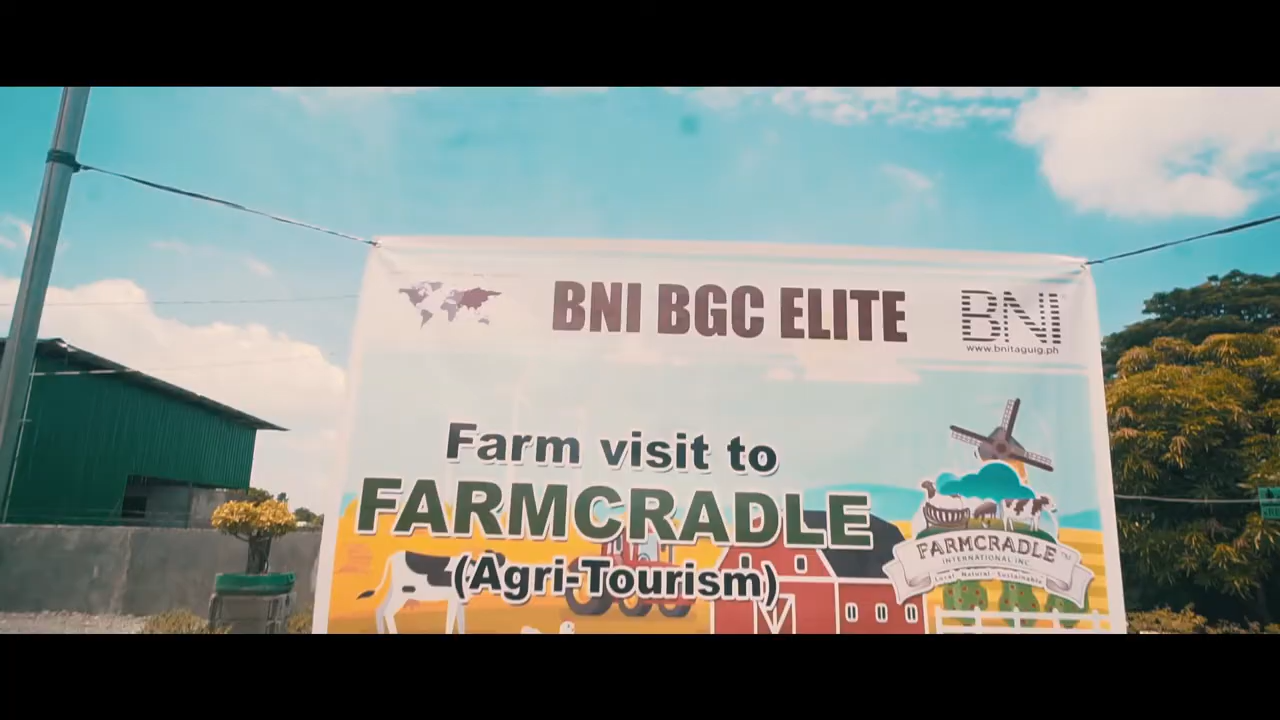 BNI BGC ELITE
BNI
www.bnitaguig.ph
Farm visit to
FARMCRADLE
(Agri-Tourism)
FARMCRADLE
INTERNATIONAL INC.
Local · Natural · Sustainable